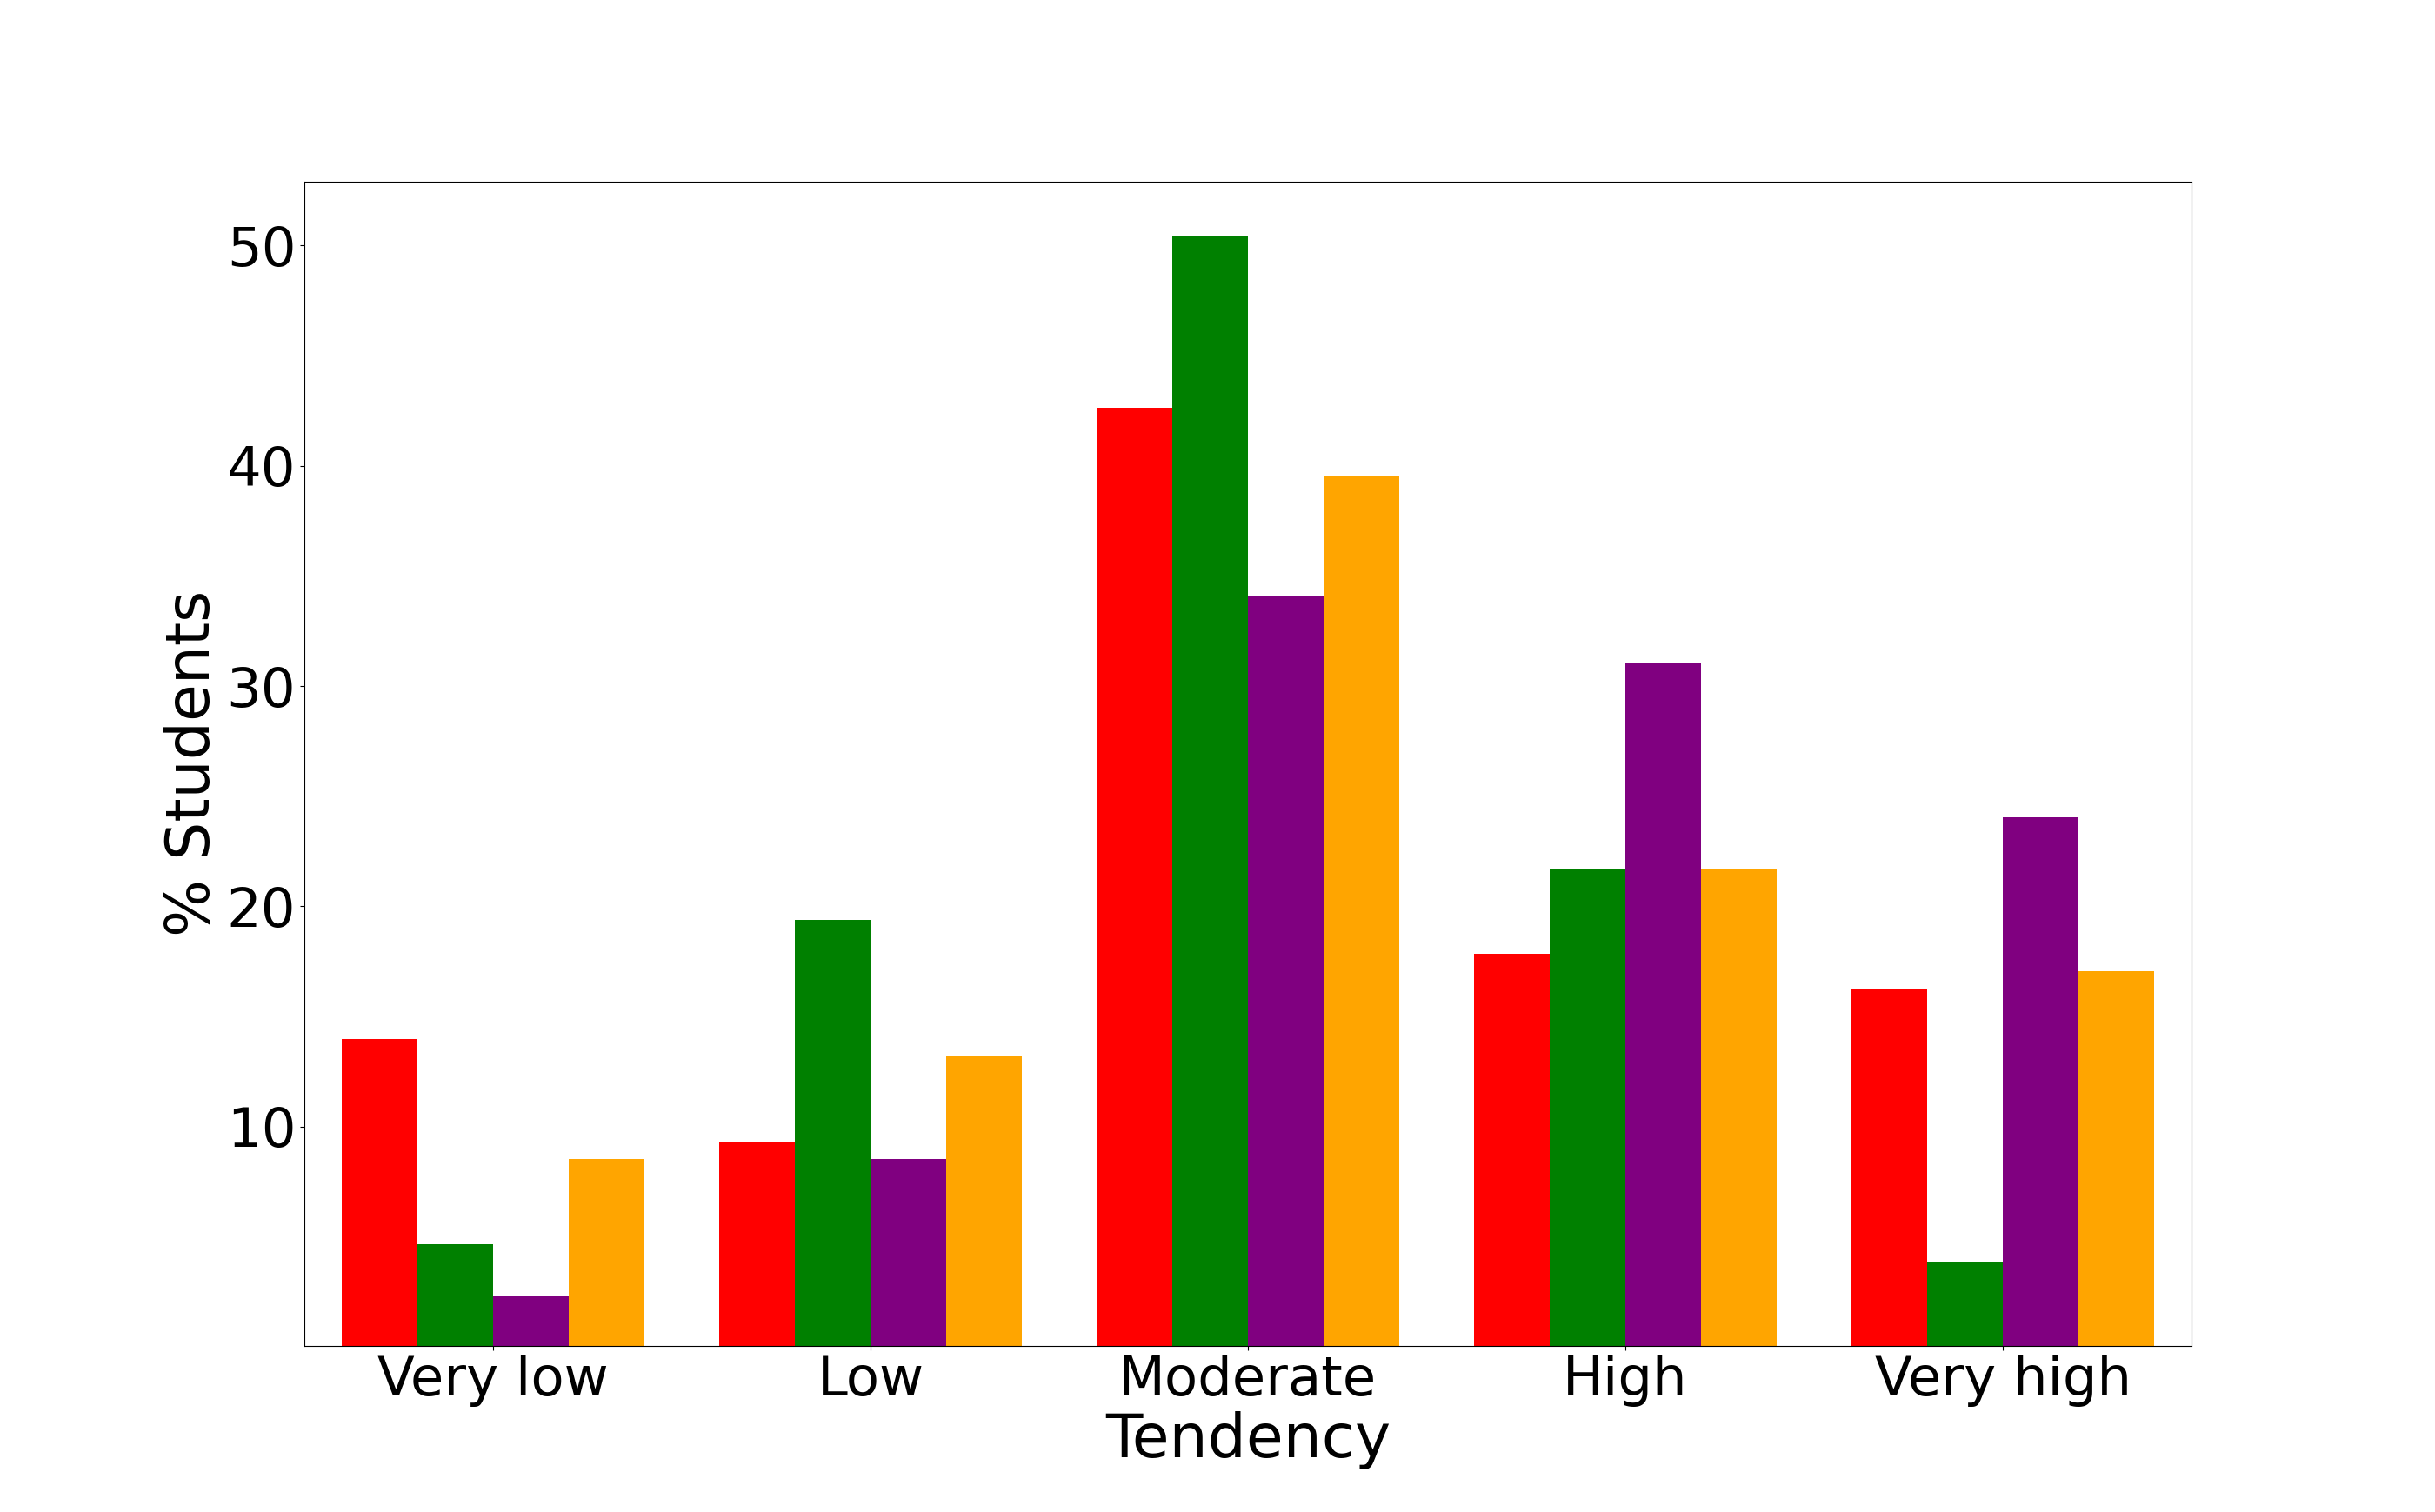 % Students
50
40
30
20
10
Very low
Low
Moderate
High
Very high
Tendency